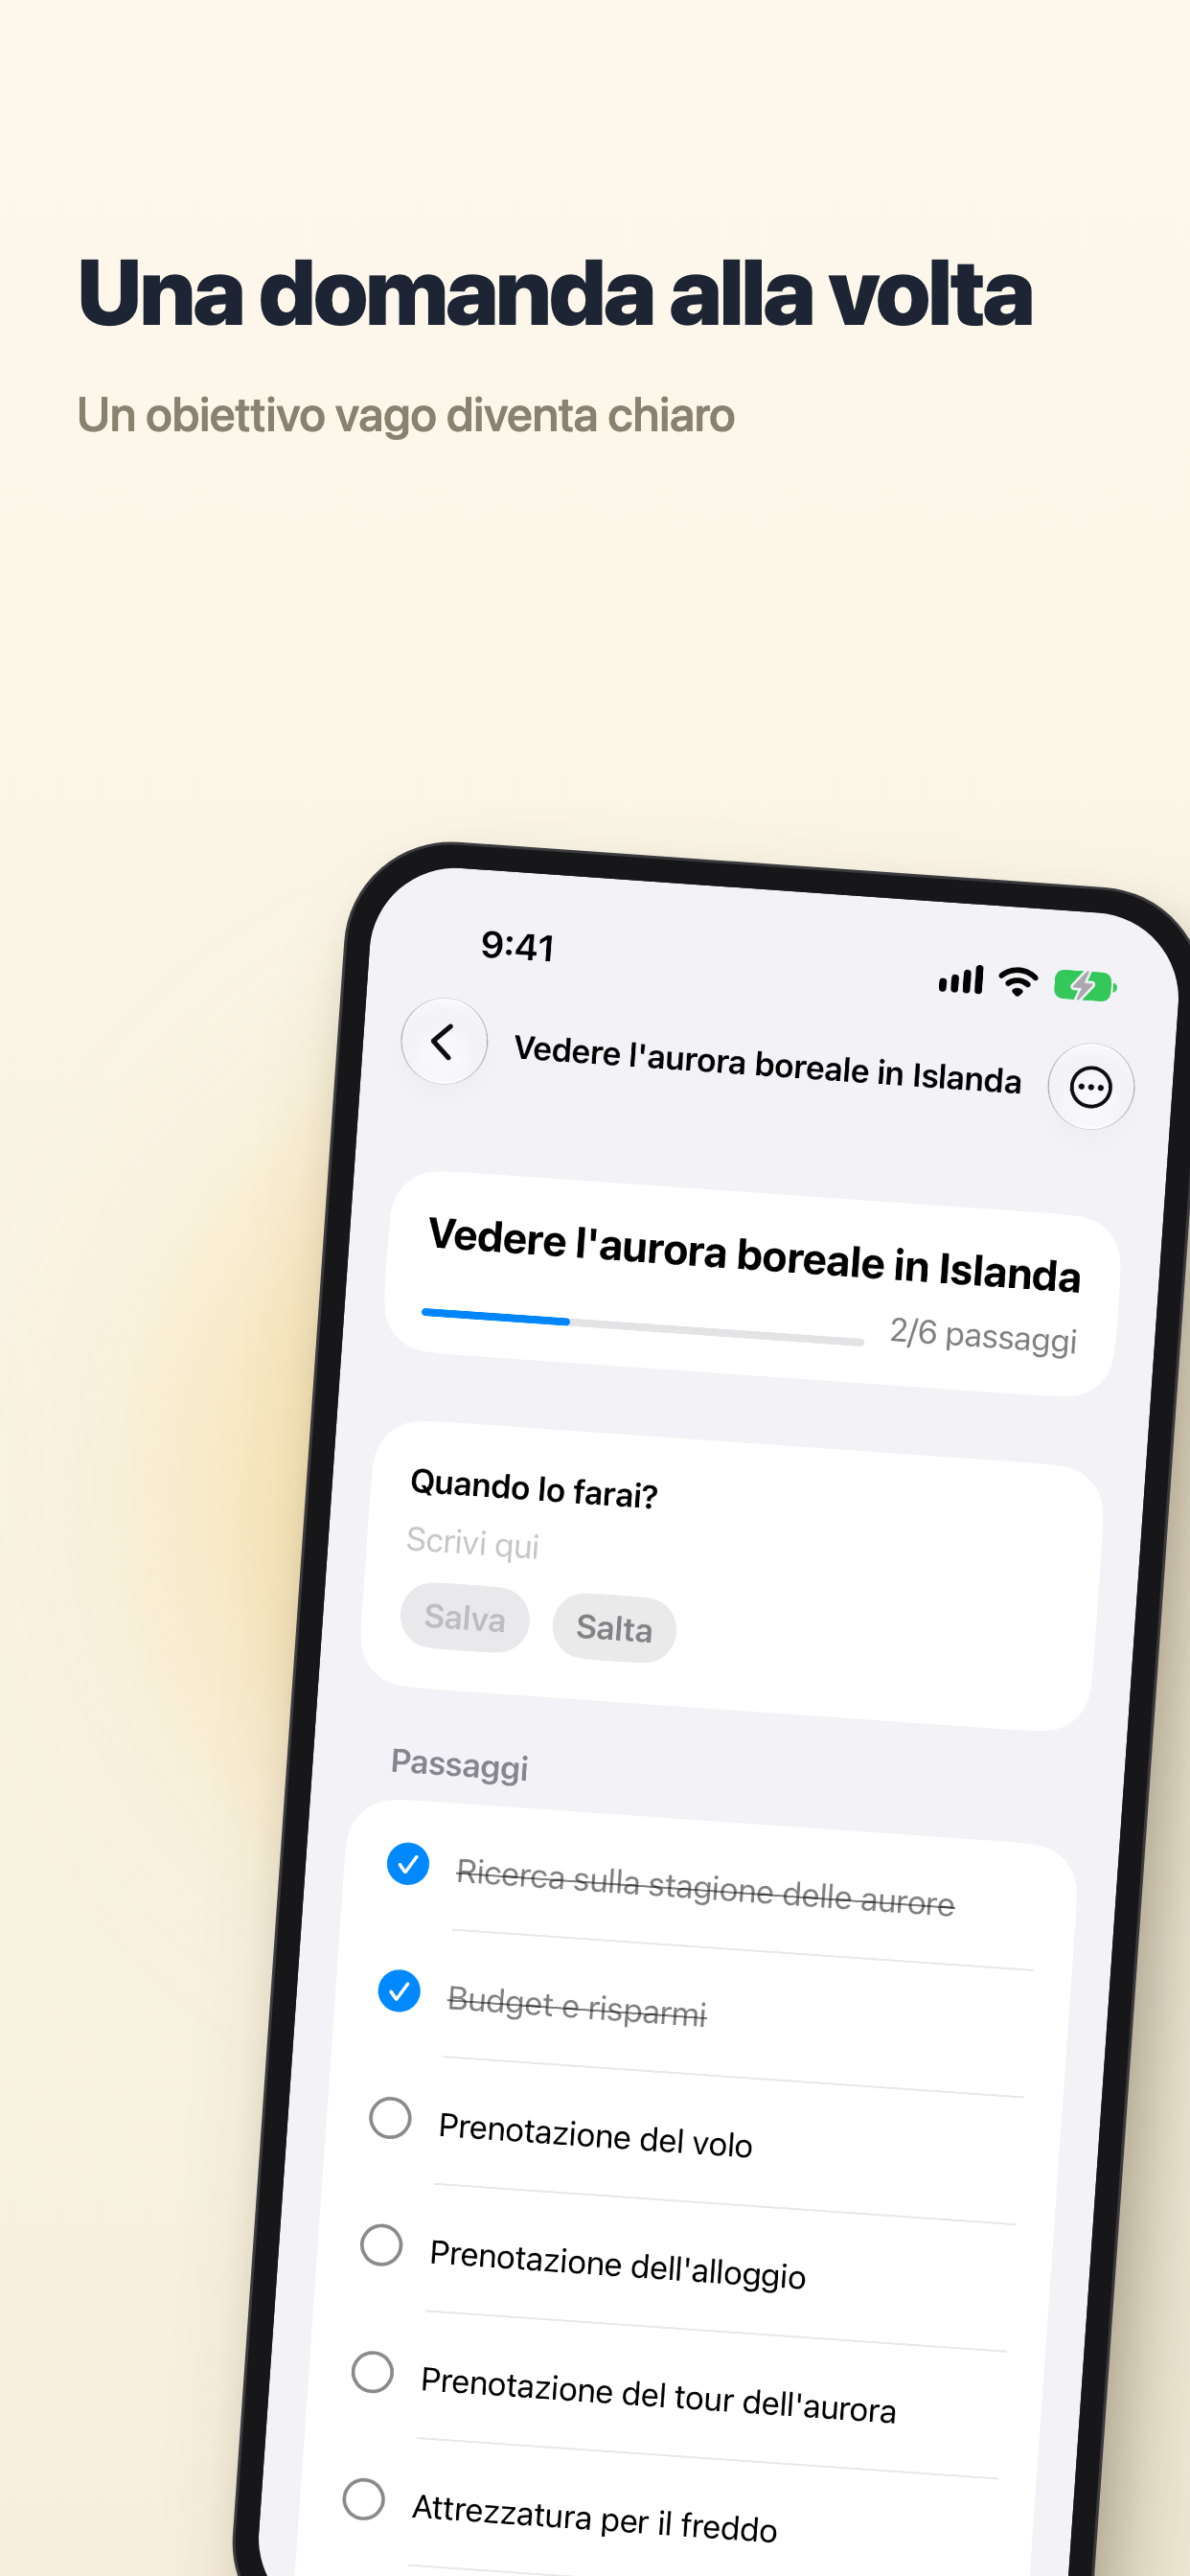 Una domanda alla volta
Un obiettivo vago diventa chiaro
9:41
Vedere l'aurora boreale in Islanda
Vedere l'aurora boreale in Islanda
2/6 passaggi
Quando lo farai?
Scrivi qui
Salva Salta
Passaggi
Ricerca sulla stagione delle aurore
Budget e risparmi
Prenotazione del volo
Prenotazione dell'alloggio
Prenotazione del tour dell'aurora
Attrezzatura per il freddo